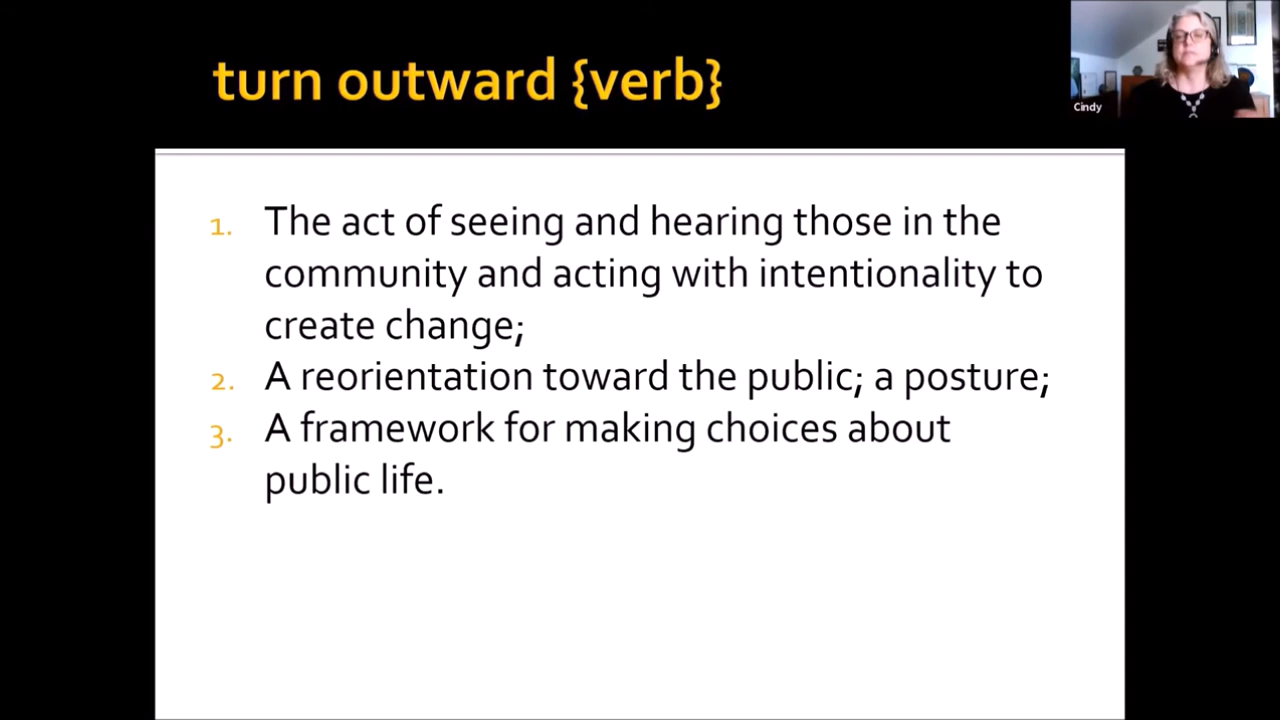 turn outward {verb}
Cindy
1. The act of seeing and hearing those in the
community and acting with intentionality to
create change;
2. A reorientation toward the public; a posture;
3. A framework for making choices about
public life.